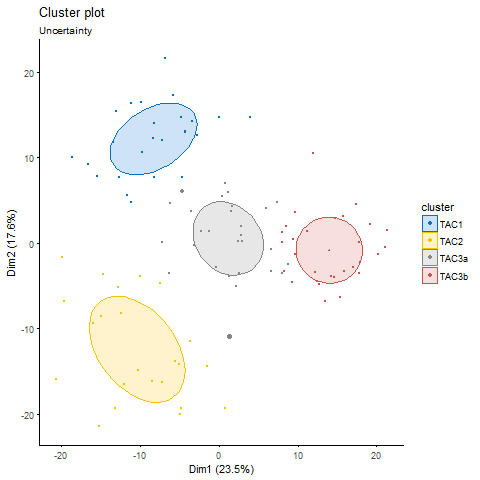 Cluster plot
Uncertainty
20
10
0
-10
-20
Dim2 (17.6%)
-20
-10
0
10
20
Dim1 (23.5%)
cluster
TAC1
TAC2
TAC3a
TAC3b